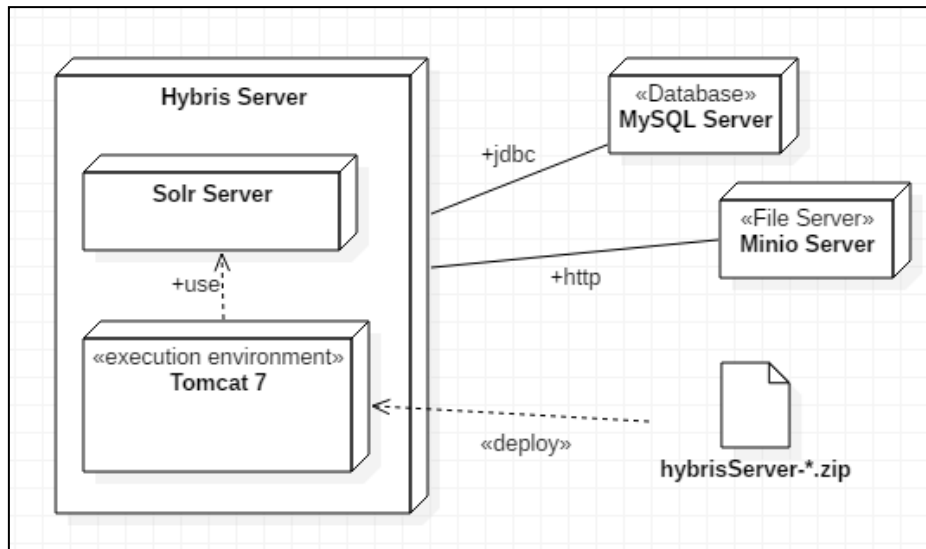 Hybris Server
«Database»
MySQL Server
+jdbc
Solr Server
«File Server»
Minio Server
+http
+use
«execution environment»
Tomcat 7
«deploy»
hybrisServer-*.zip